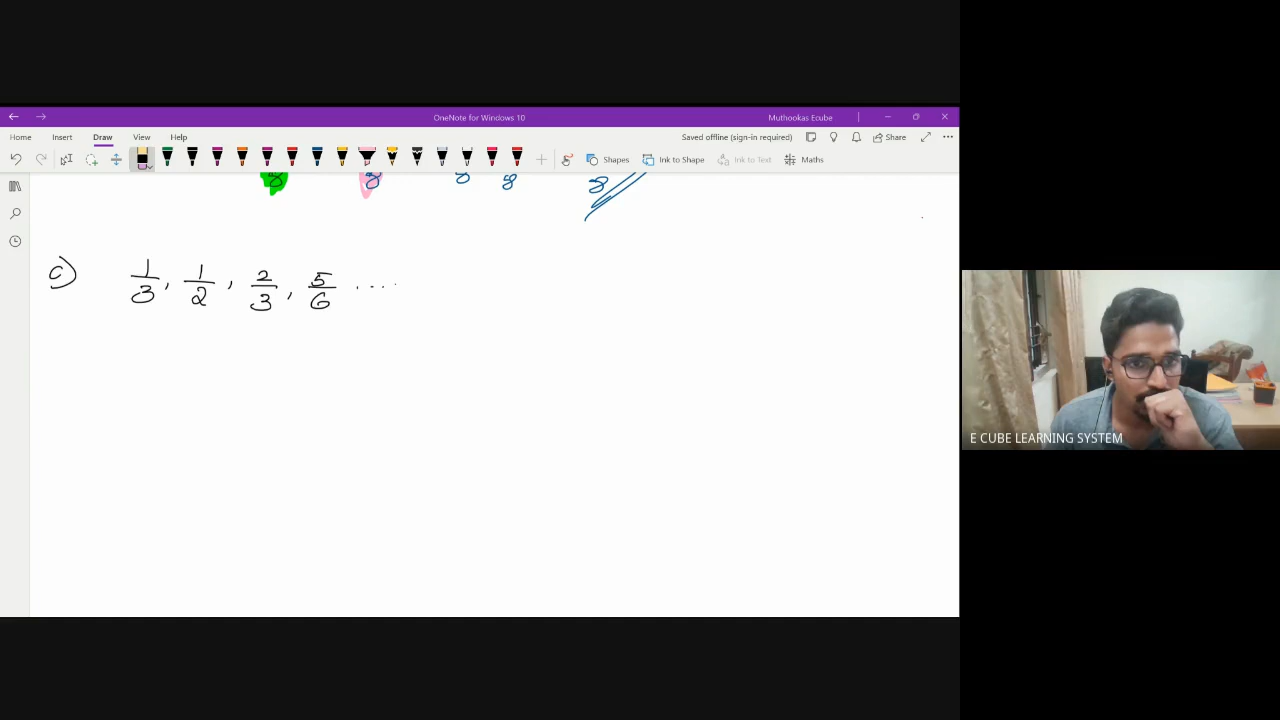 OneNote for Windows 10
Muthookas Ecube
Home Insert Draw View Help
Saved offline (sign-in required)
Share
Shapes
Ink to Shape
Ink to Text
Maths
8 8 8 8 8
c) 1/3, 1/2, 2/3, 5/6 ....
E CUBE LEARNING SYSTEM